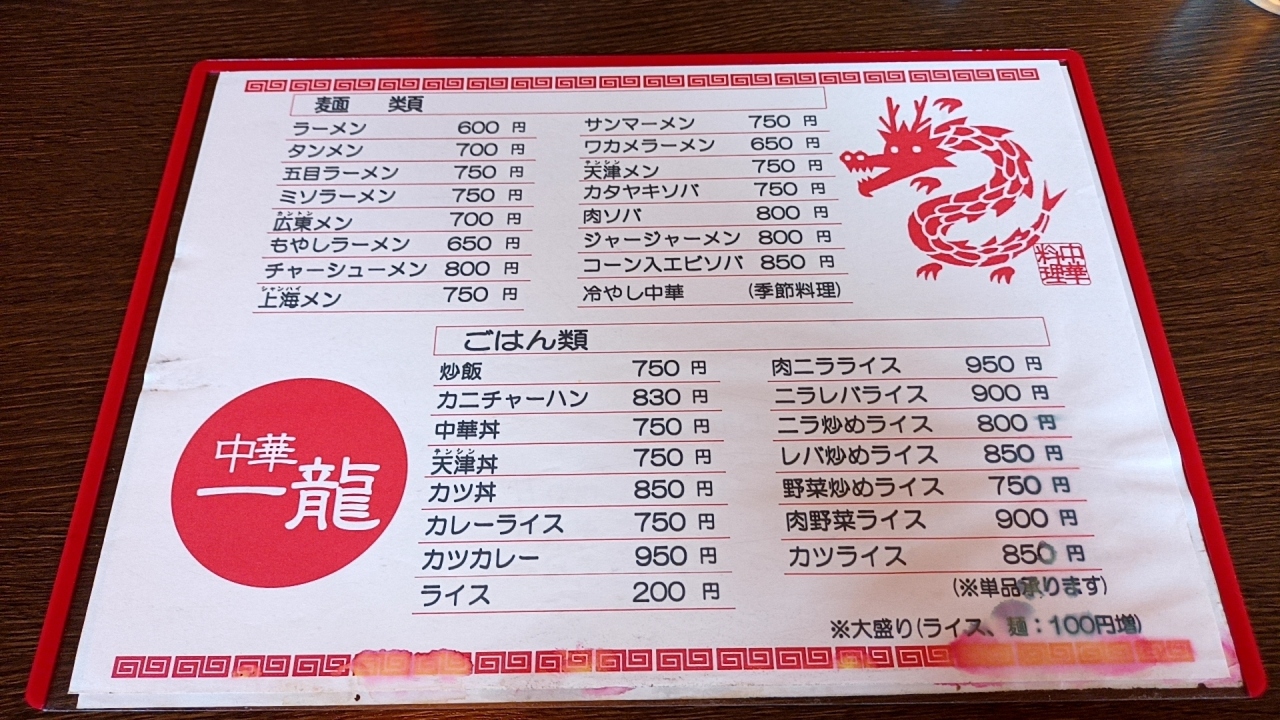 麦面 类頁
ラーメン 600 円
タンメン 700 円
五目ラーメン 750 円
ミソラーメン 750 円
カントン
広東メン 700 円
もやしラーメン 650 円
チャーシューメン 800 円
シャンハイ
上海メン 750 円
サンマーメン 750 円
ワカメラーメン 650 円
テンシン
天津メン 750 円
カタヤキソバ 750 円
肉ソバ 800 円
ジャージャーメン 800 円
コーン入エビソバ 850 円
冷やし中華 (季節料理)
中華
料理
ごはん類
炒飯 750 円
カニチャーハン 830 円
中華丼 750 円
テンシン
天津丼 750 円
カツ丼 850 円
カレーライス 750 円
カツカレー 950 円
ライス 200 円
肉ニラライス 950 円
ニラレバライス 900 円
ニラ炒めライス 800 円
レバ炒めライス 850 円
野菜炒めライス 750 円
肉野菜ライス 900 円
カツライス 850 円
(※単品承ります)
※大盛り(ライス、麺:100円増)
中華
一龍